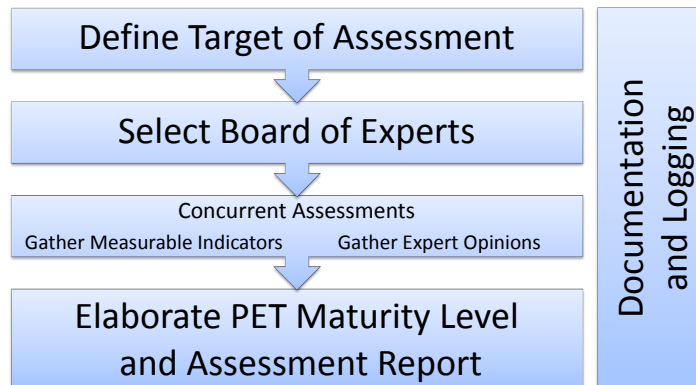 Define Target of Assessment
Select Board of Experts
Concurrent Assessments
Gather Measurable Indicators Gather Expert Opinions
Elaborate PET Maturity Level
and Assessment Report
Documentation
and Logging